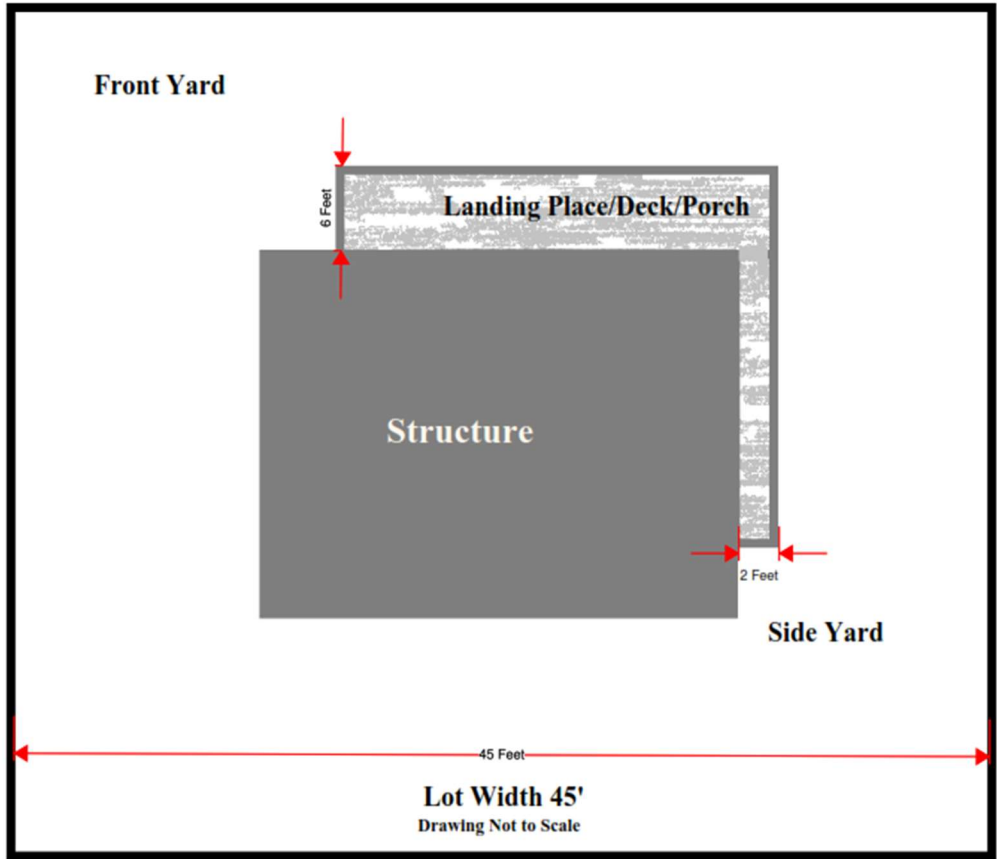 Front Yard
6 Feet
Landing Place/Deck/Porch
Structure
2 Feet
Side Yard
45 Feet
Lot Width 45'
Drawing Not to Scale